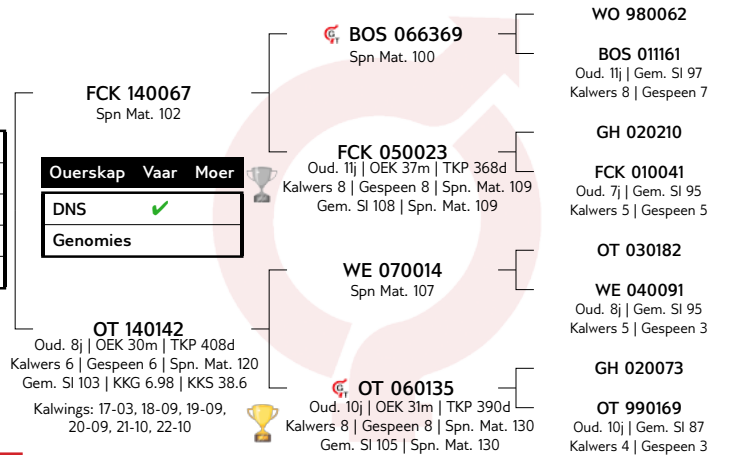 FCK 140067
Spn Mat. 102
Ouerskap Vaar Moer
DNS ✔
Genomies
OT 140142
Oud. 8j | OEK 30m | TKP 408d
Kalwers 6 | Gespeen 6 | Spn. Mat. 120
Gem. SI 103 | KKG 6.98 | KKS 38.6
Kalwings: 17-03, 18-09, 19-09,
20-09, 21-10, 22-10
BOS 066369
Spn Mat. 100
FCK 050023
Oud. 11j | OEK 37m | TKP 368d
Kalwers 8 | Gespeen 8 | Spn. Mat. 109
Gem. SI 108 | Spn. Mat. 109
WE 070014
Spn Mat. 107
OT 060135
Oud. 10j | OEK 31m | TKP 390d
Kalwers 8 | Gespeen 8 | Spn. Mat. 130
Gem. SI 105 | Spn. Mat. 130
WO 980062
BOS 011161
Oud. 11j | Gem. SI 97
Kalwers 8 | Gespeen 7
GH 020210
FCK 010041
Oud. 7j | Gem. SI 95
Kalwers 5 | Gespeen 5
OT 030182
WE 040091
Oud. 8j | Gem. SI 95
Kalwers 5 | Gespeen 3
GH 020073
OT 990169
Oud. 10j | Gem. SI 87
Kalwers 4 | Gespeen 3